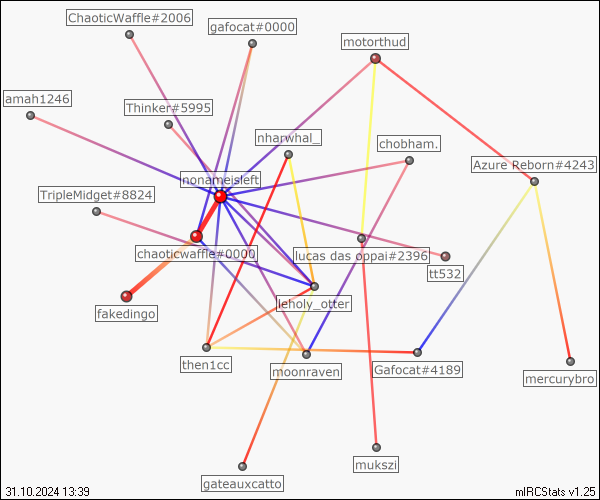 ChaoticWaffle#2006
gafocat#0000
motorthud
amah1246
Thinker#5995
nharwhal_
chobham.
Azure Reborn#4243
nonameisleft
TripleMidget#8824
chaoticwaffle#0000
lucas das oppai#2396
tt532
leholy_otter
fakedingo
then1cc
moonraven
Gafocat#4189
mercurybro
mukszi
gateauxcatto
31.10.2024 13:39
mIRCStats v1.25